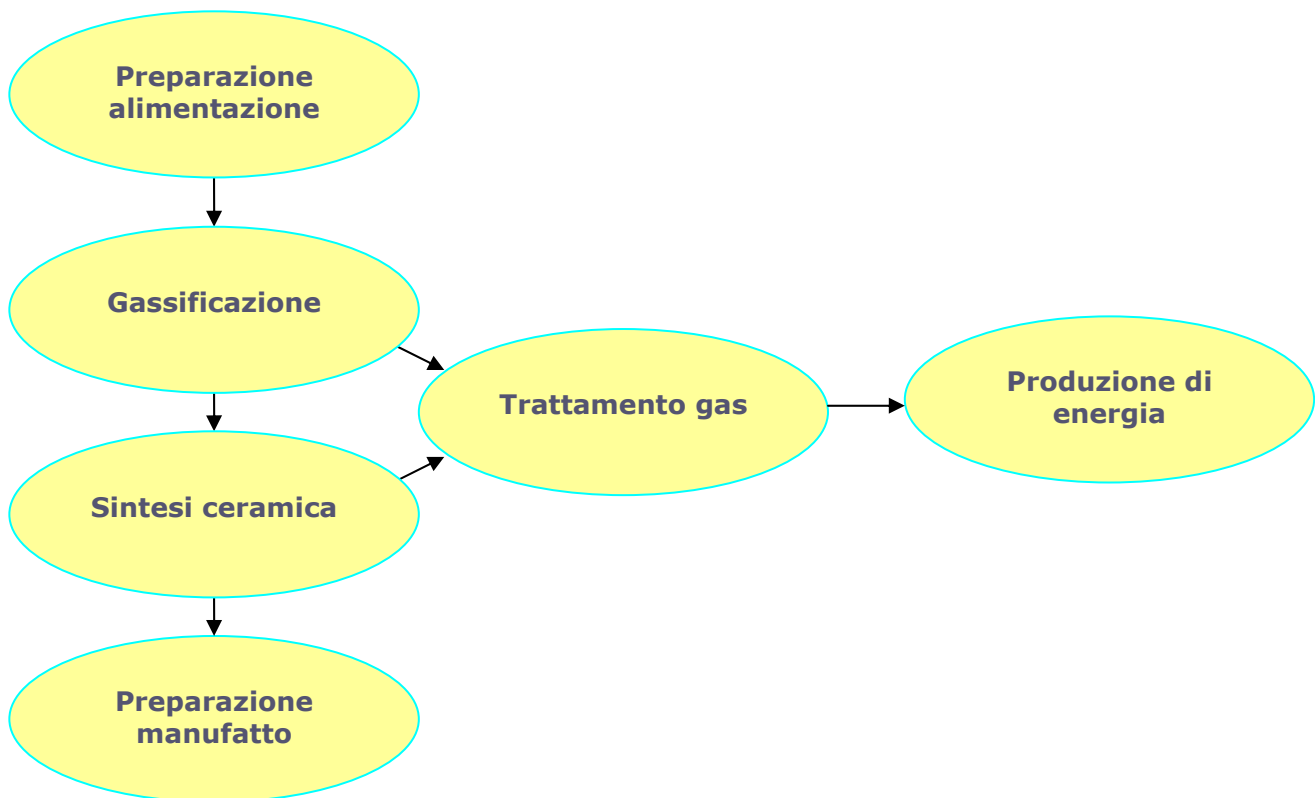 Preparazione
alimentazione
Gassificazione
Trattamento gas
Produzione di
energia
Sintesi ceramica
Preparazione
manufatto